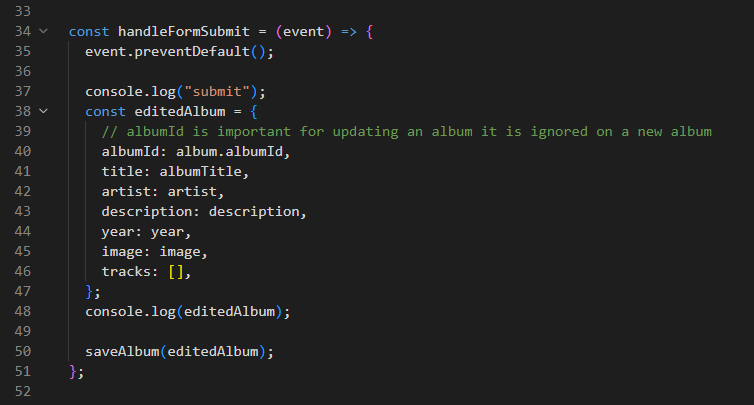 33
34 const handleFormSubmit = (event) => {
35 event.preventDefault();
36
37 console.log("submit");
38 const editedAlbum = {
39 // albumId is important for updating an album it is ignored on a new album
40 albumId: album.albumId,
41 title: albumTitle,
42 artist: artist,
43 description: description,
44 year: year,
45 image: image,
46 tracks: [],
47 };
48 console.log(editedAlbum);
49
50 saveAlbum(editedAlbum);
51 };
52